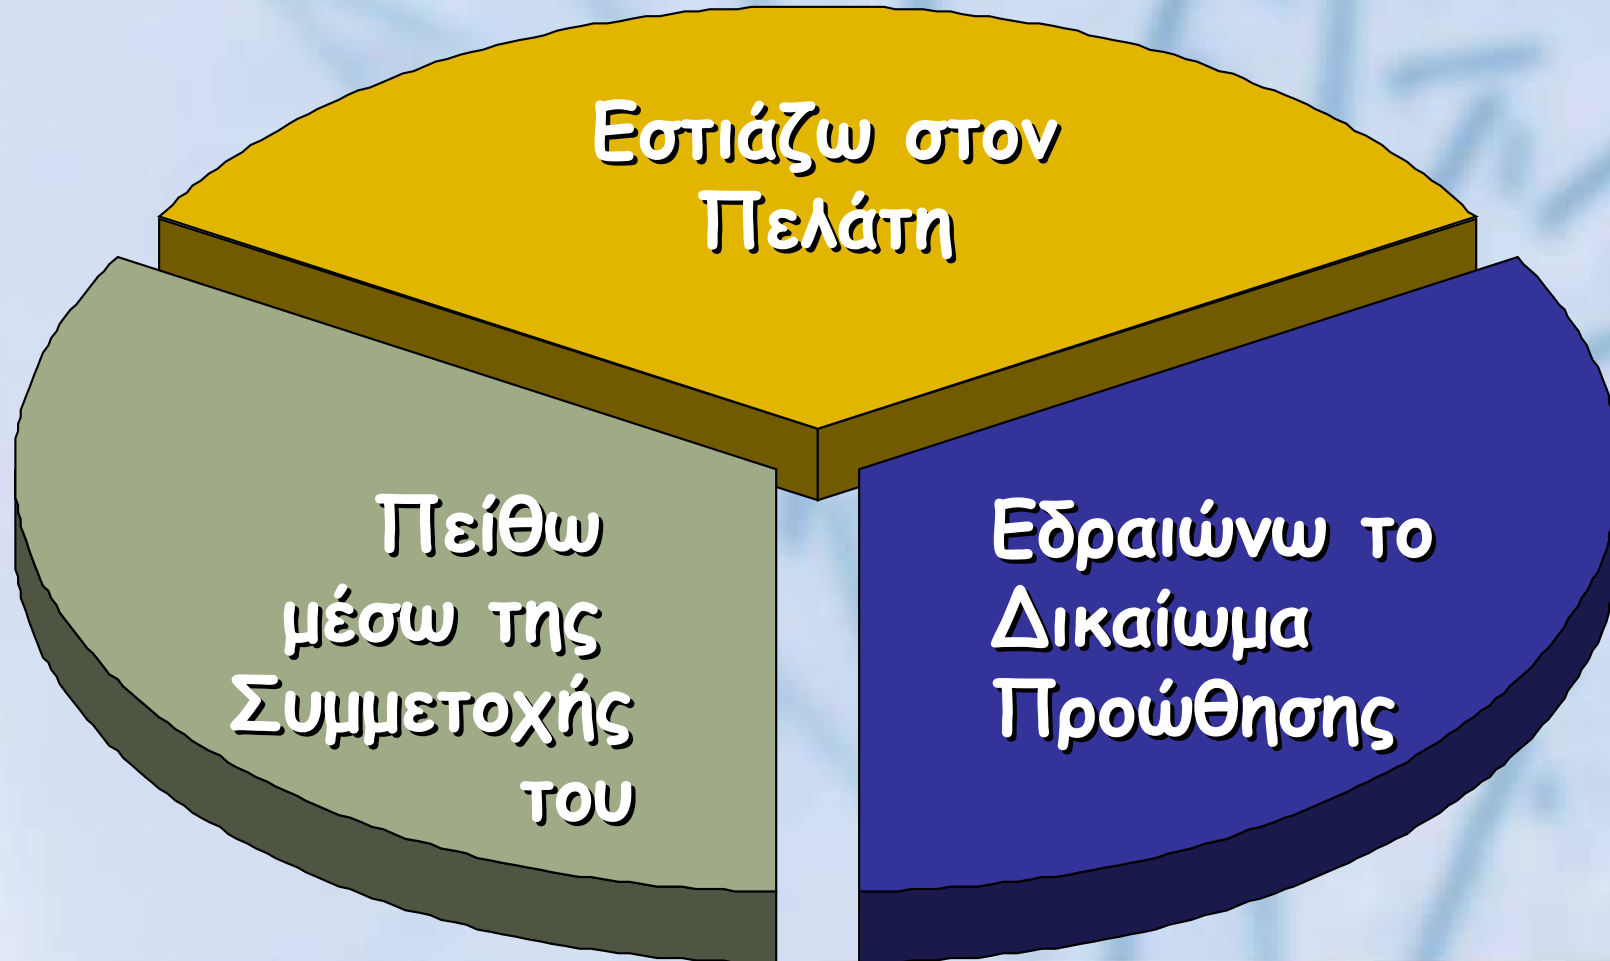 Εστιάζω στον
Πελάτη
Πείθω
μέσω της
Συμμετοχής
του
Εδραιώνω το
Δικαίωμα
Προώθησης